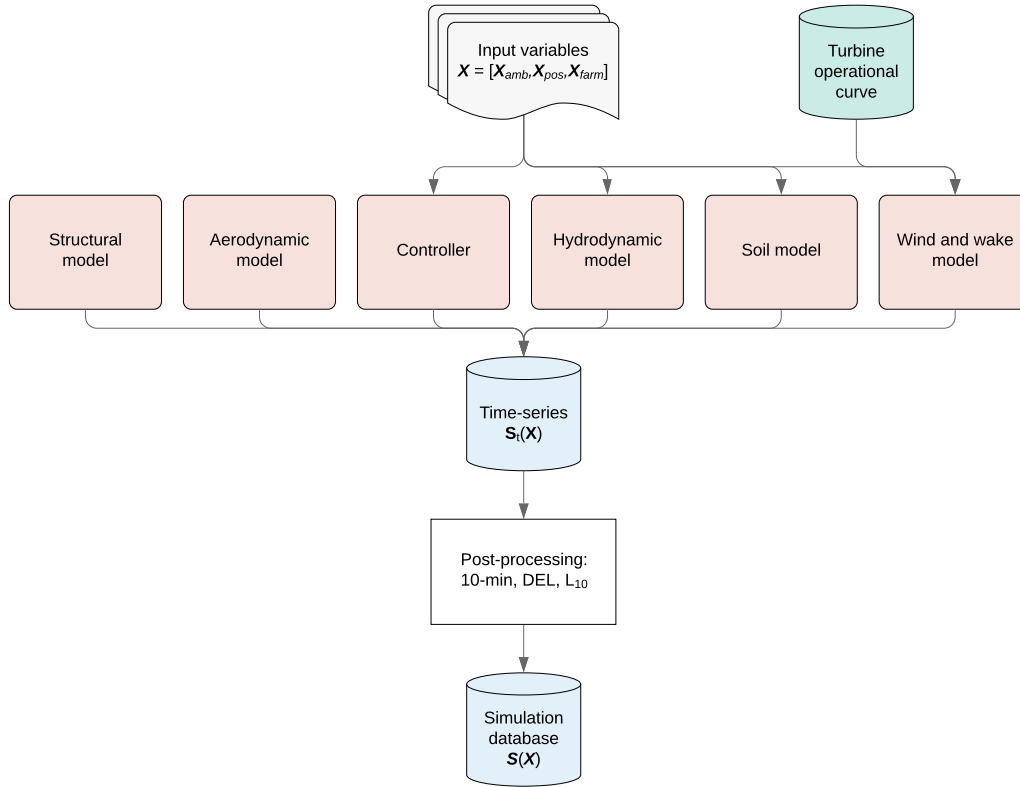 Input variables
X = [Xamb,Xpos,Xfarm]
Turbine
operational
curve
Structural
model
Aerodynamic
model
Controller
Hydrodynamic
model
Soil model
Wind and wake
model
Time-series
St(X)
Post-processing:
10-min, DEL, L10
Simulation
database
S(X)